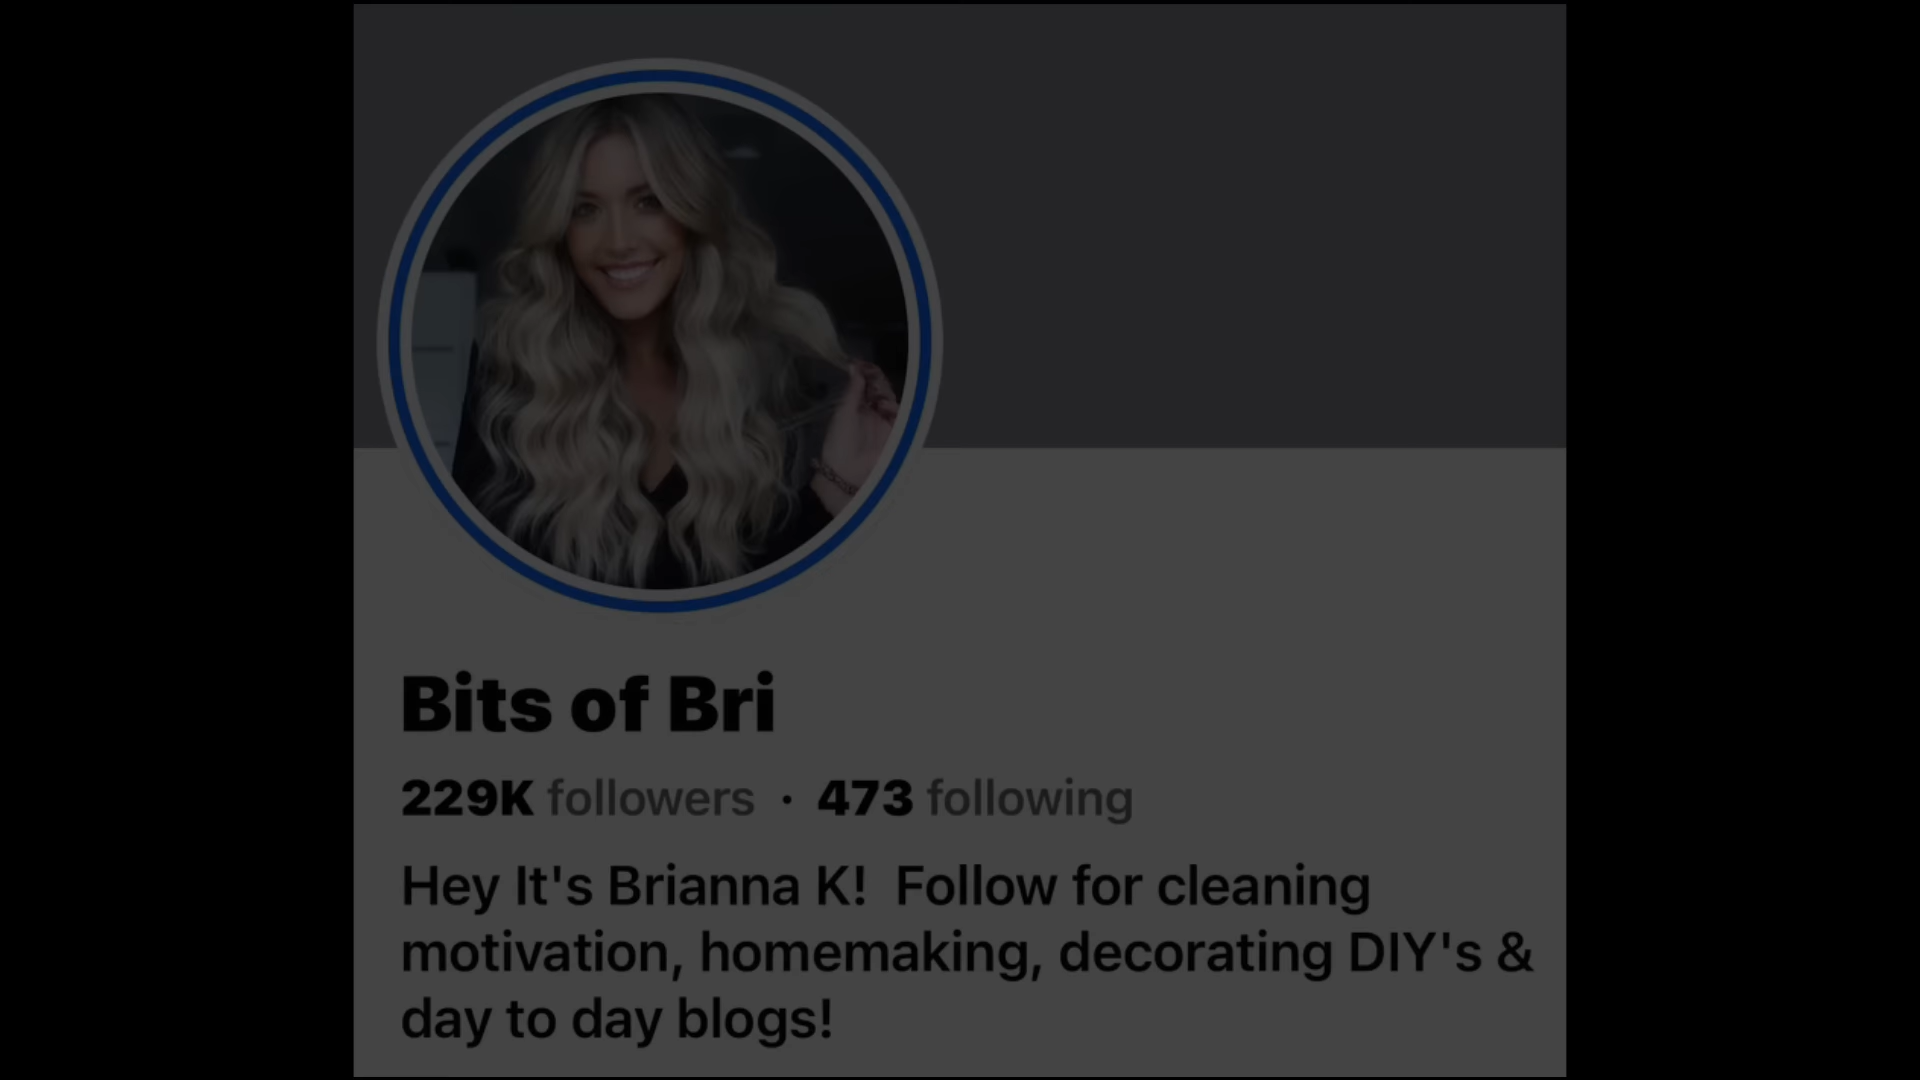 Bits of Bri
229K followers · 473 following
Hey It's Brianna K!  Follow for cleaning
motivation, homemaking, decorating DIY's &
day to day blogs!